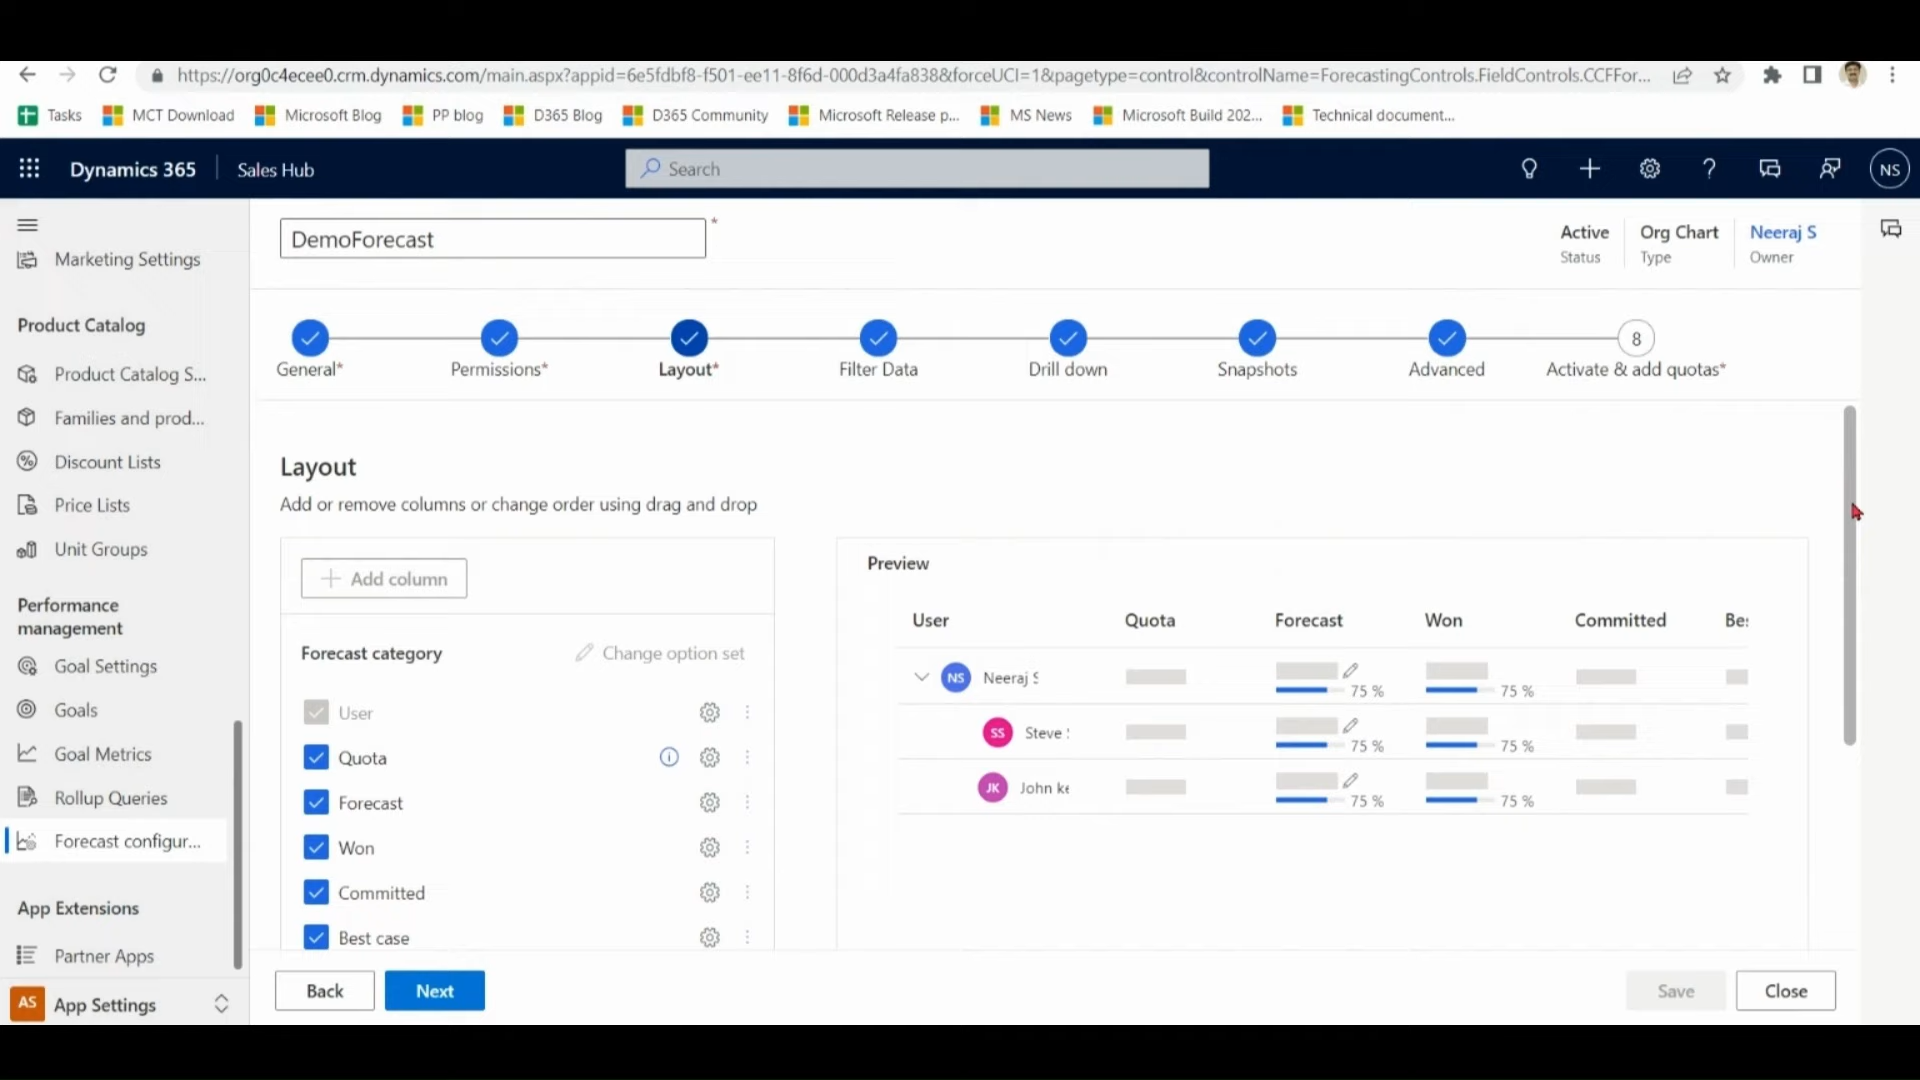 https://org0c4ecee0.crm.dynamics.com/main.aspx?appid=6e5fdbf8-f501-ee11-8f6d-000d3a4fa838&forceUCI=1&pagetype=control&controlName=ForecastingControls.FieldControls.CCFFor...
Tasks MCT Download Microsoft Blog PP blog D365 Blog D365 Community Microsoft Release p... MS News Microsoft Build 202... Technical document...
Dynamics 365 Sales Hub Search NS
Marketing Settings
Product Catalog
Product Catalog S...
Families and prod...
Discount Lists
Price Lists
Unit Groups
Performance
management
Goal Settings
Goals
Goal Metrics
Rollup Queries
Forecast configur...
App Extensions
Partner Apps
AS App Settings
DemoForecast *
Active
Status
Org Chart
Type
Neeraj S
Owner
General*
Permissions*
Layout*
Filter Data
Drill down
Snapshots
Advanced
8
Activate & add quotas*
Layout
Add or remove columns or change order using drag and drop
Add column
Forecast category Change option set
User
Quota
Forecast
Won
Committed
Best case
Preview
User Quota Forecast Won Committed Bes
NS Neeraj S 75 % 75 %
SS Steve S 75 % 75 %
JK John ke 75 % 75 %
Back Next Save Close